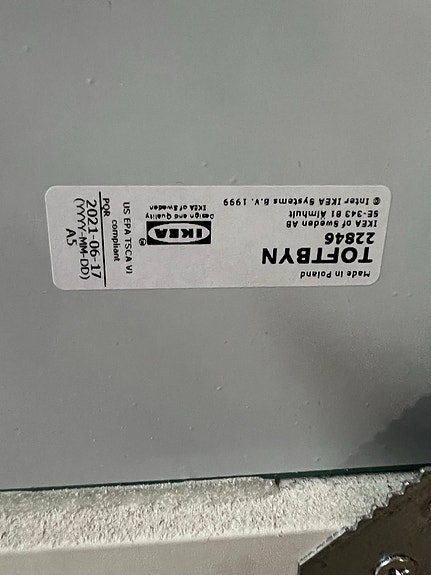 Made in Poland
TOFTBYN
22846
IKEA of Sweden AB
SE-343 81 Älmhult
© Inter IKEA Systems B.V. 1999
IKEA®
Design and Quality
IKEA of Sweden
US EPA TSCA VI
compliant
PQR
2021-06-17
(YYYY-MM-DD)
A5